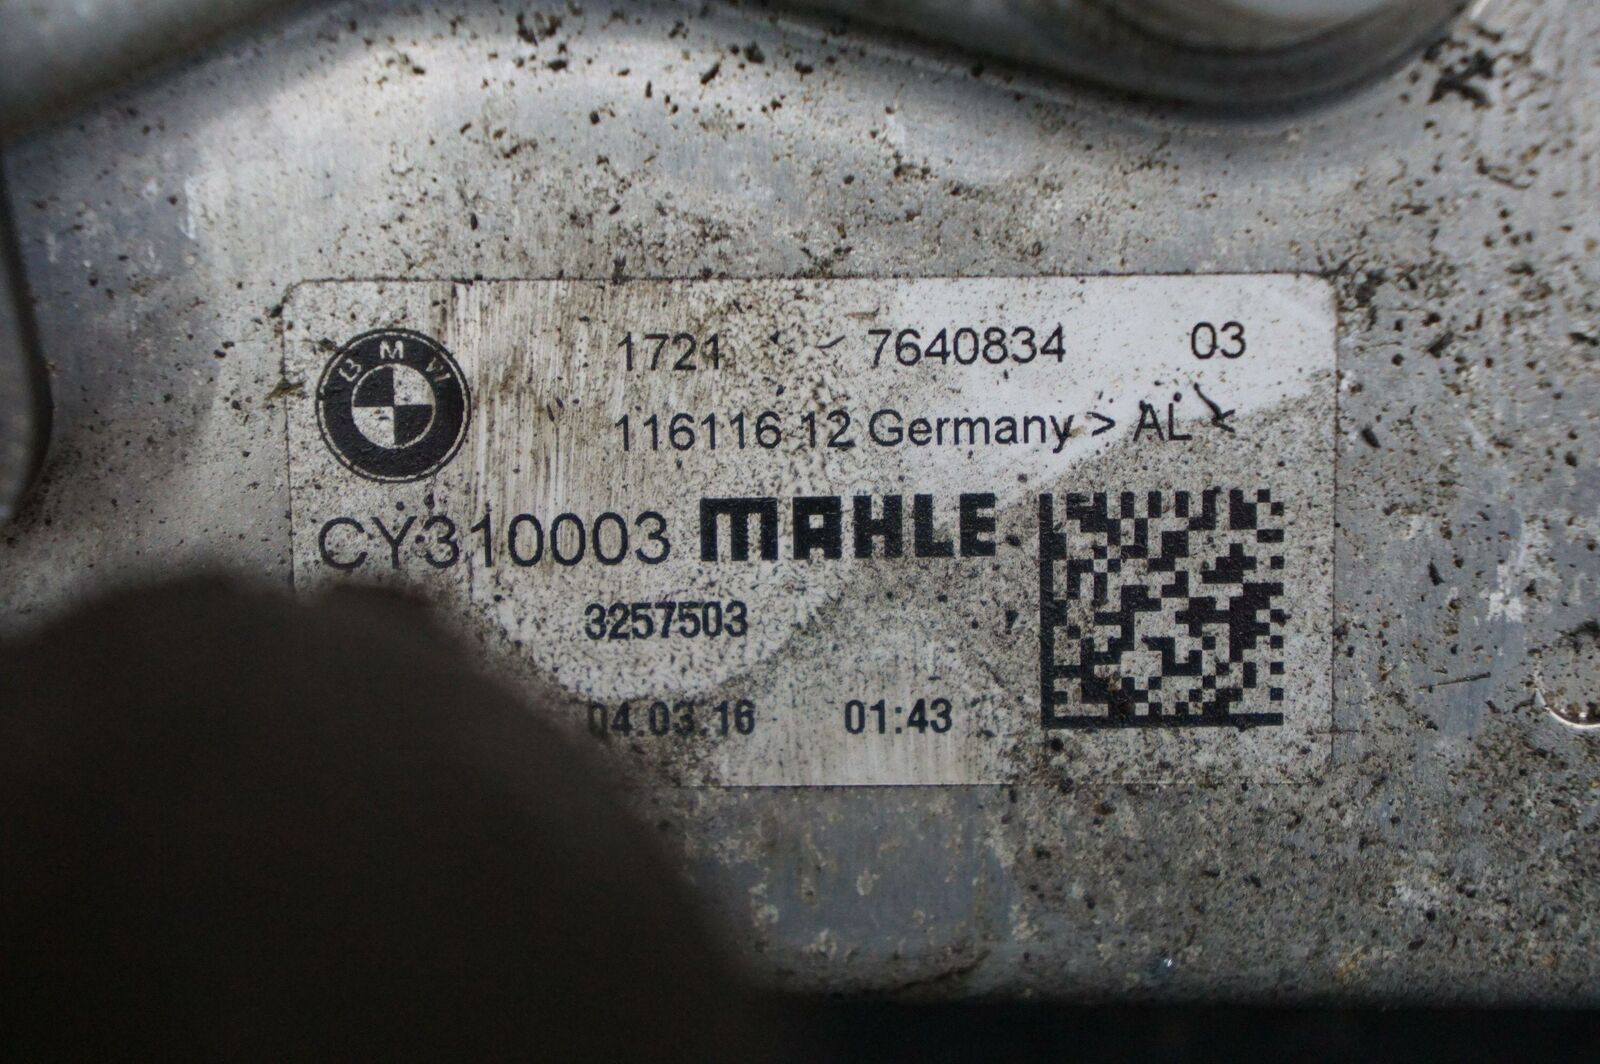 BMW
1721 7640834 03
116116 12 Germany > AL <
CY310003 MAHLE
3257503
04.03.16 01:43